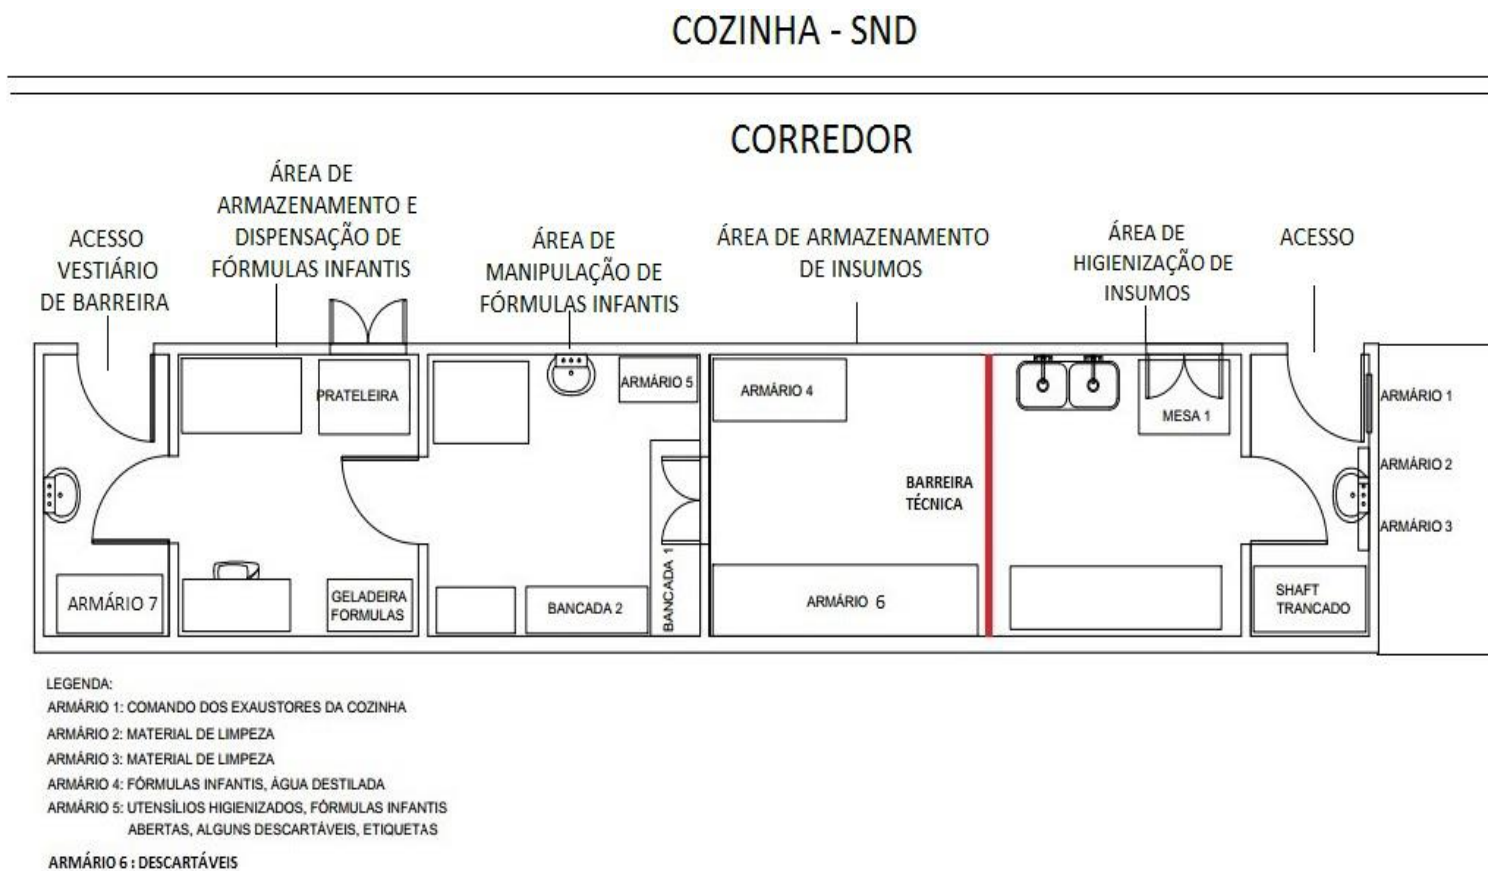 COZINHA - SND
CORREDOR
ACESSO
VESTIÁRIO
DE BARREIRA
ÁREA DE
ARMAZENAMENTO E
DISPENSAÇÃO DE
FÓRMULAS INFANTIS
ÁREA DE
MANIPULAÇÃO DE
FÓRMULAS INFANTIS
ÁREA DE ARMAZENAMENTO
DE INSUMOS
ÁREA DE
HIGIENIZAÇÃO DE
INSUMOS
ACESSO
PRATELEIRA
ARMÁRIO 5
ARMÁRIO 4
MESA 1
ARMÁRIO 1
ARMÁRIO 2
ARMÁRIO 3
BARREIRA
TÉCNICA
ARMÁRIO 7
GELADEIRA
FORMULAS
BANCADA 2
BANCADA 1
ARMÁRIO 6
SHAFT
TRANCADO
LEGENDA:
ARMÁRIO 1: COMANDO DOS EXAUSTORES DA COZINHA
ARMÁRIO 2: MATERIAL DE LIMPEZA
ARMÁRIO 3: MATERIAL DE LIMPEZA
ARMÁRIO 4: FÓRMULAS INFANTIS, ÁGUA DESTILADA
ARMÁRIO 5: UTENSÍLIOS HIGIENIZADOS, FÓRMULAS INFANTIS
ABERTAS, ALGUNS DESCARTÁVEIS, ETIQUETAS
ARMÁRIO 6 : DESCARTÁVEIS